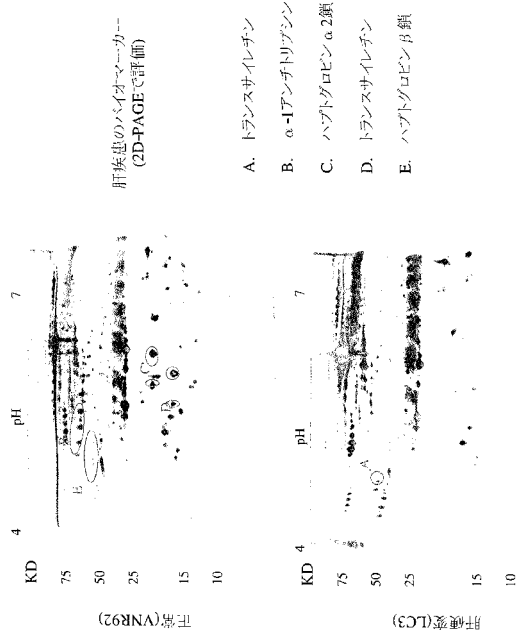 肝疾患のバイオマーカー
(2D-PAGEで評価)
4
pH
7
KD
75
50
15
10
正常(VNR92)
E
C
D
4
pH
7
KD
75
50
25
15
10
肝硬変(LC3)
A
A. トランスサイレチン
B. α-1アンチトリプシン
C. ハプトグロビン α 2鎖
D. トランスサイレチン
E. ハプトグロビン β 鎖